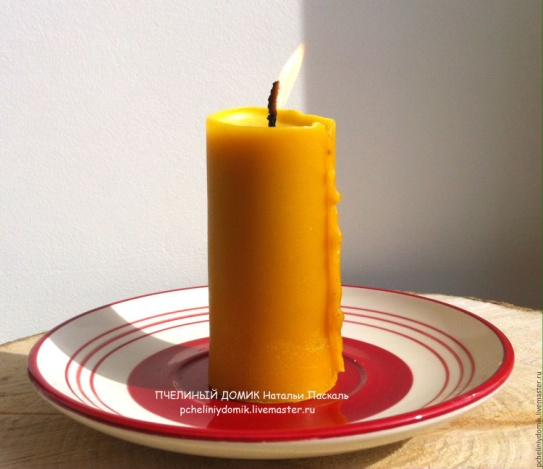 ПЧЕЛИНЫЙ ДОМИК Натальи Паскаль
pcheliniydomik.livemaster.ru
pcheliniydomik.livemaster.ru